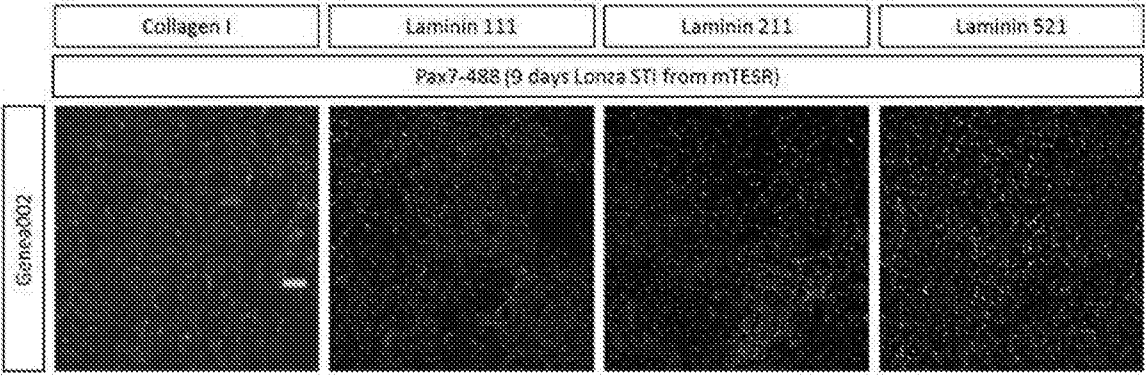 Collagen I
Laminin 111
Laminin 211
Laminin 521
Pax7-488 (9 days Lonza STI from mTESR)
Genea002